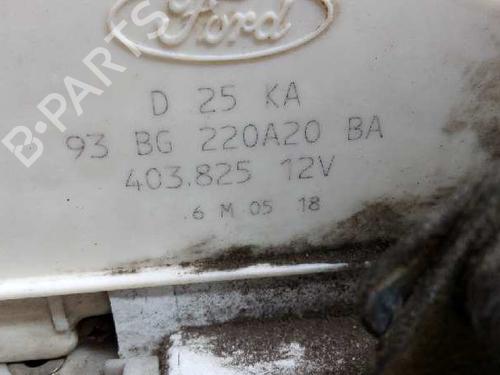 Ford
D 25 KA
93 BG 220A20 BA
403.825 12V
.6 M 05 18
B-Parts